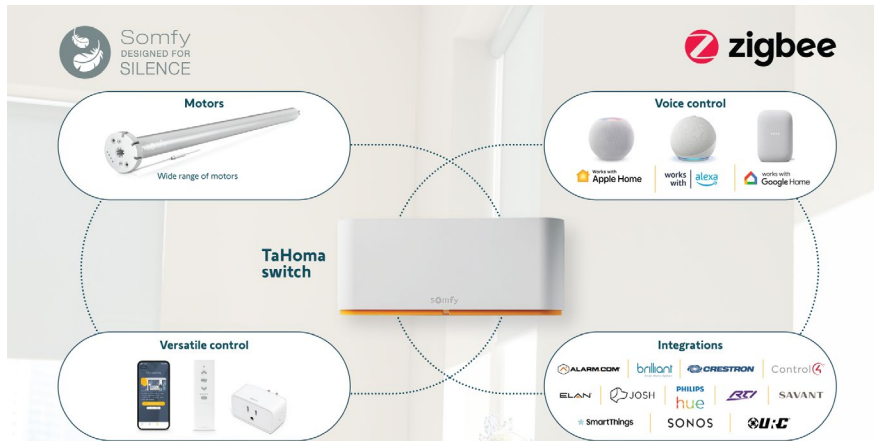 Somfy
DESIGNED FOR
SILENCE
zigbee
Motors
Wide range of motors
Voice control
Works with
Apple Home
works
with
alexa
works with
Google Home
TaHoma
switch
somfy
Versatile control
Integrations
ALARM.COM
brilliant
CRESTRON
Control4
ELAN
JOSH
PHILIPS
hue
RTI
SAVANT
SmartThings
SONOS
URC